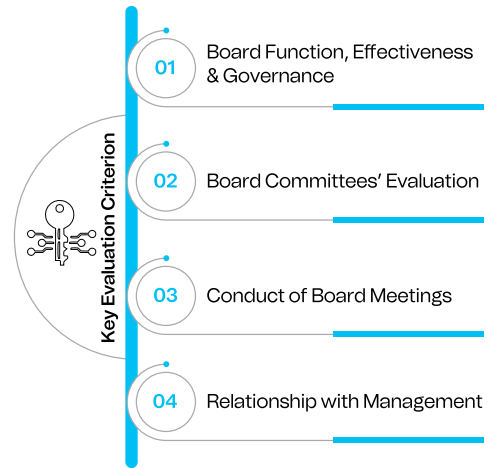 Key Evaluation Criterion
01
Board Function, Effectiveness
& Governance
02
Board Committees’ Evaluation
03
Conduct of Board Meetings
04
Relationship with Management